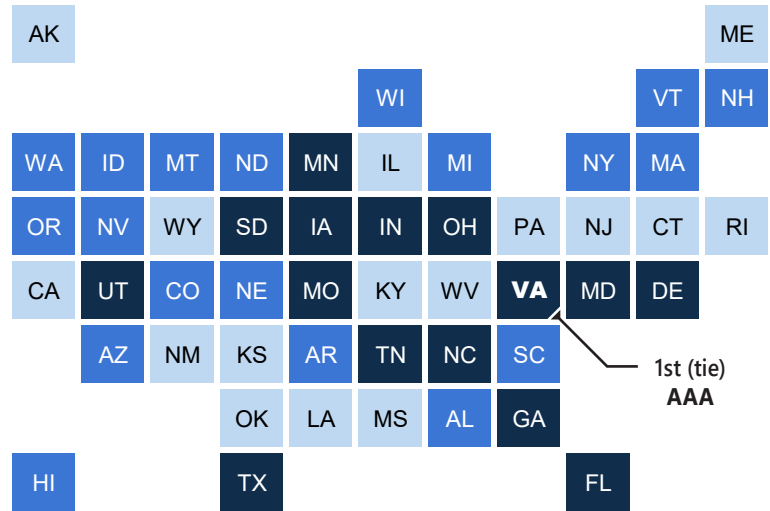 AK ME
WI VT NH
WA ID MT ND MN IL MI NY MA
OR NV WY SD IA IN OH PA NJ CT RI
CA UT CO NE MO KY WV VA MD DE
AZ NM KS AR TN NC SC
1st (tie)
AAA
OK LA MS AL GA
HI TX FL